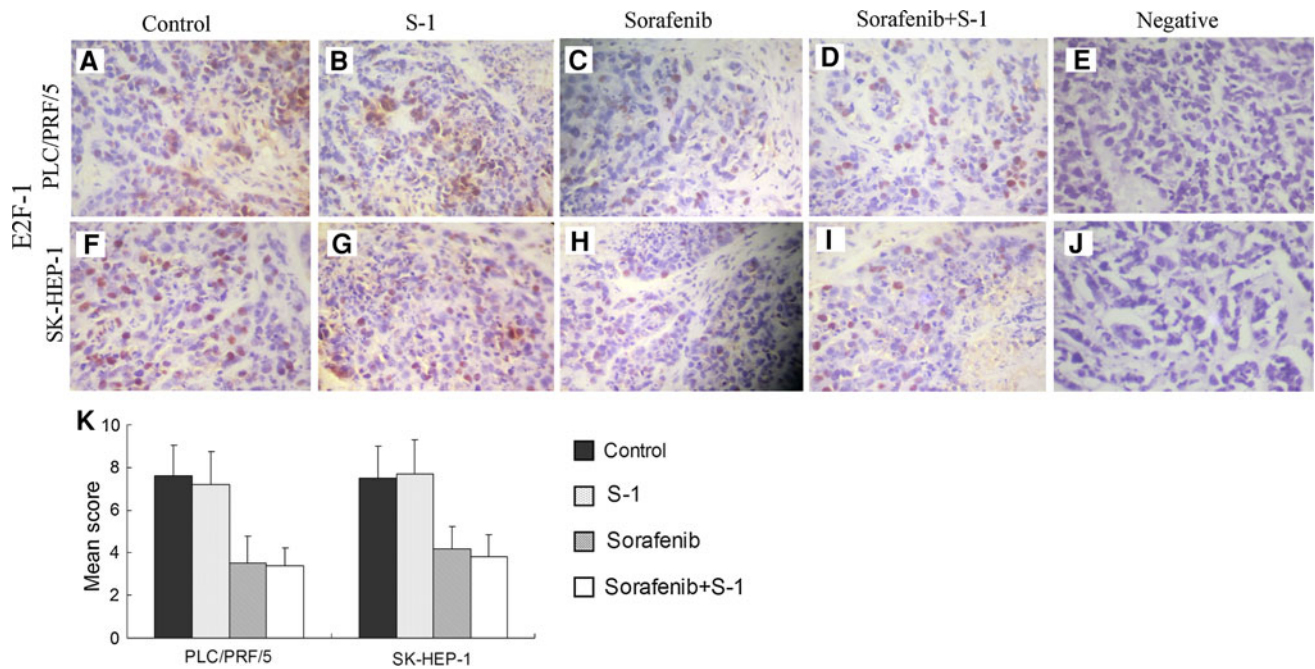 Control S-1 Sorafenib Sorafenib+S-1 Negative
E2F-1
PLC/PRF/5
A B C D E
SK-HEP-1
F G H I J
K
Mean score
10
8
6
4
2
0
PLC/PRF/5 SK-HEP-1
Control
S-1
Sorafenib
Sorafenib+S-1